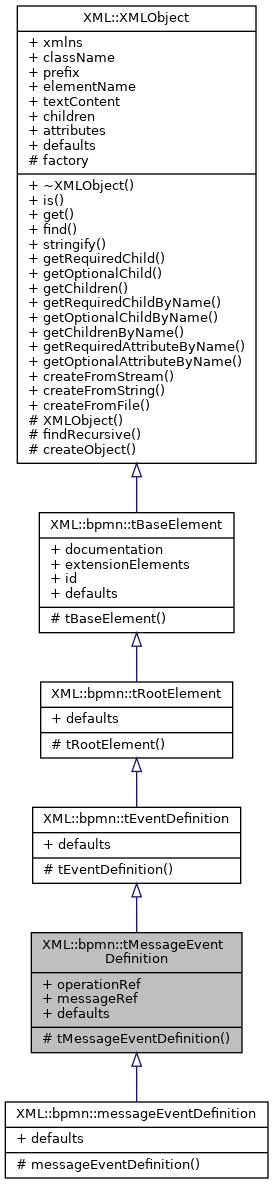 XML::XMLObject
+ xmlns
+ className
+ prefix
+ elementName
+ textContent
+ children
+ attributes
+ defaults
# factory
+ ~XMLObject()
+ is()
+ get()
+ find()
+ stringify()
+ getRequiredChild()
+ getOptionalChild()
+ getChildren()
+ getRequiredChildByName()
+ getOptionalChildByName()
+ getChildrenByName()
+ getRequiredAttributeByName()
+ getOptionalAttributeByName()
+ createFromStream()
+ createFromString()
+ createFromFile()
# XMLObject()
# findRecursive()
# createObject()
XML::bpmn::tBaseElement
+ documentation
+ extensionElements
+ id
+ defaults
# tBaseElement()
XML::bpmn::tRootElement
+ defaults
# tRootElement()
XML::bpmn::tEventDefinition
+ defaults
# tEventDefinition()
XML::bpmn::tMessageEvent
Definition
+ operationRef
+ messageRef
+ defaults
# tMessageEventDefinition()
XML::bpmn::messageEventDefinition
+ defaults
# messageEventDefinition()